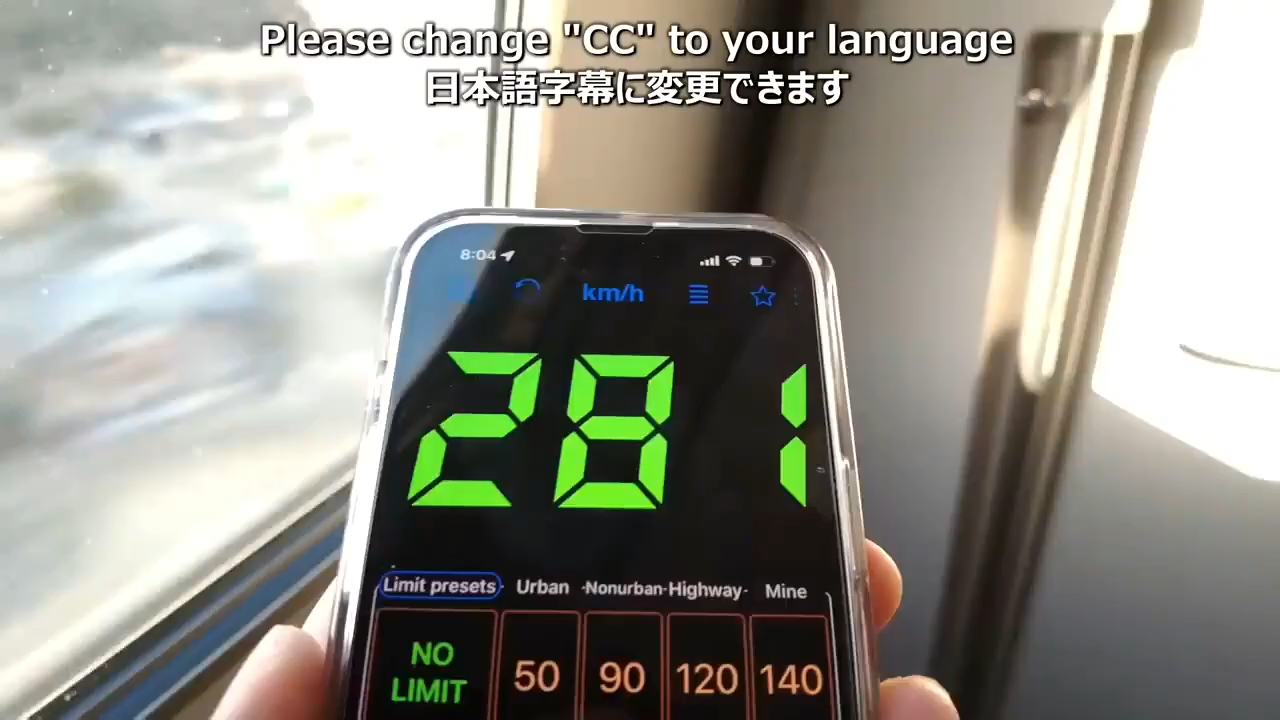 Please change "CC" to your language
日本語字幕に変更できます
8:04
km/h
281
Limit presets Urban Nonurban Highway Mine
NO LIMIT 50 90 120 140